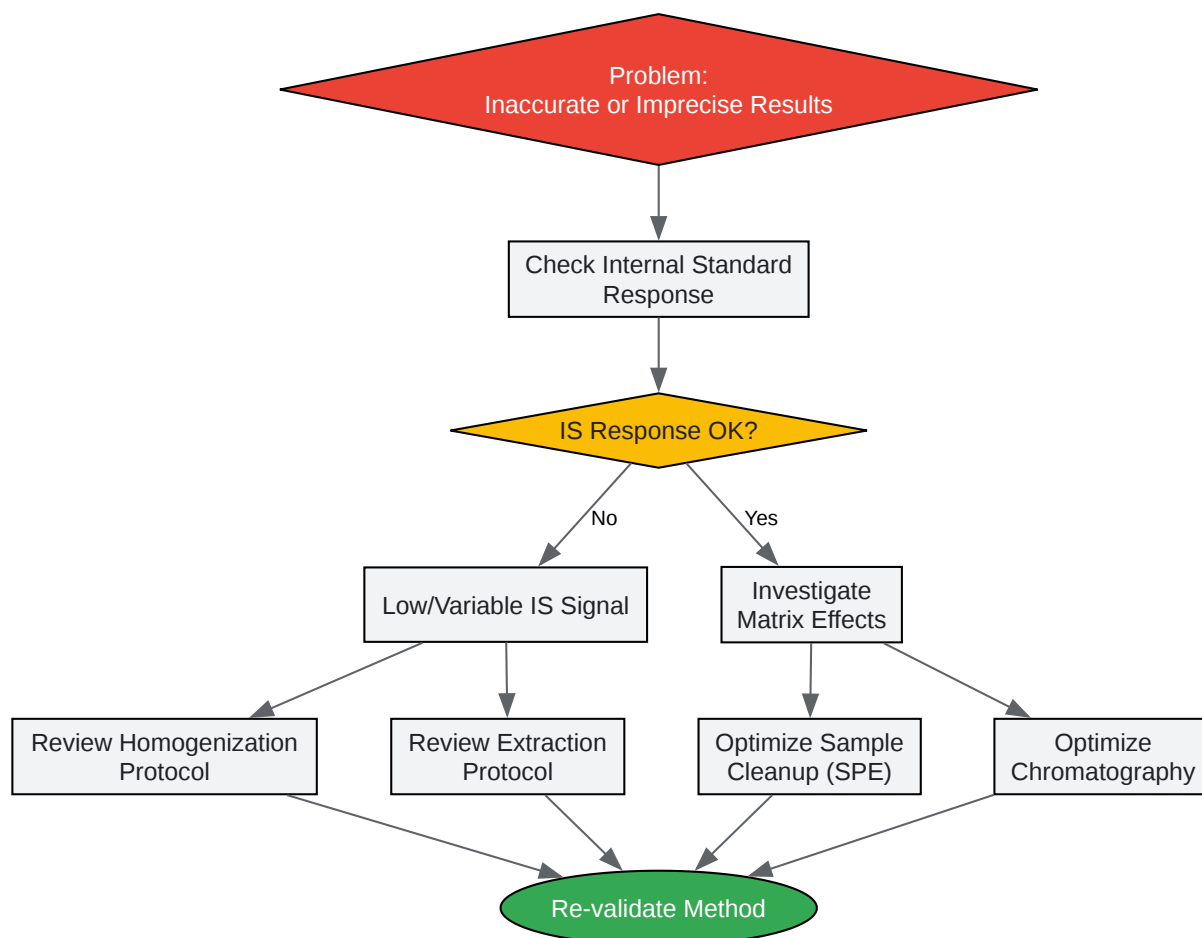 Problem:
Inaccurate or Imprecise Results
Check Internal Standard
Response
IS Response OK?
No
Yes
Low/Variable IS Signal
Investigate
Matrix Effects
Review Homogenization
Protocol
Review Extraction
Protocol
Optimize Sample
Cleanup (SPE)
Optimize
Chromatography
Re-validate Method